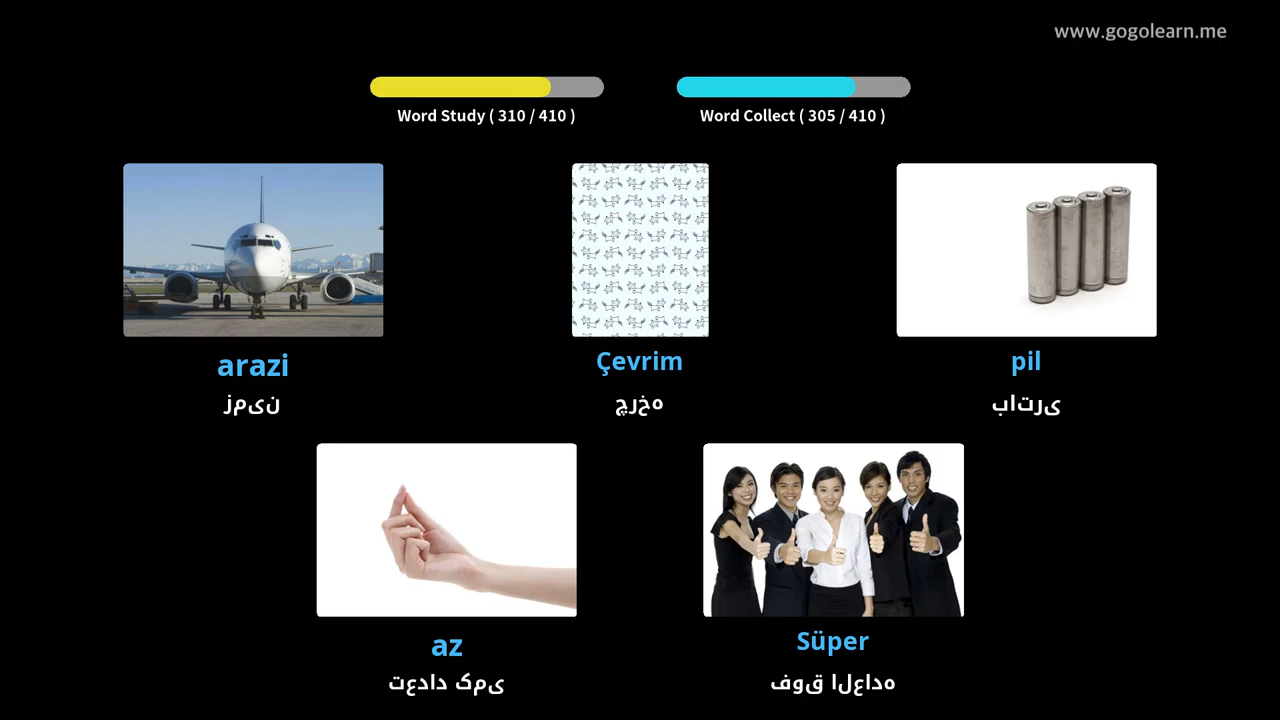 www.gogolearn.me
Word Study ( 310 / 410 )
Word Collect ( 305 / 410 )
arazi
زمین
Çevrim
چرخه
pil
باتری
az
تعداد کمی
Süper
فوق العاده